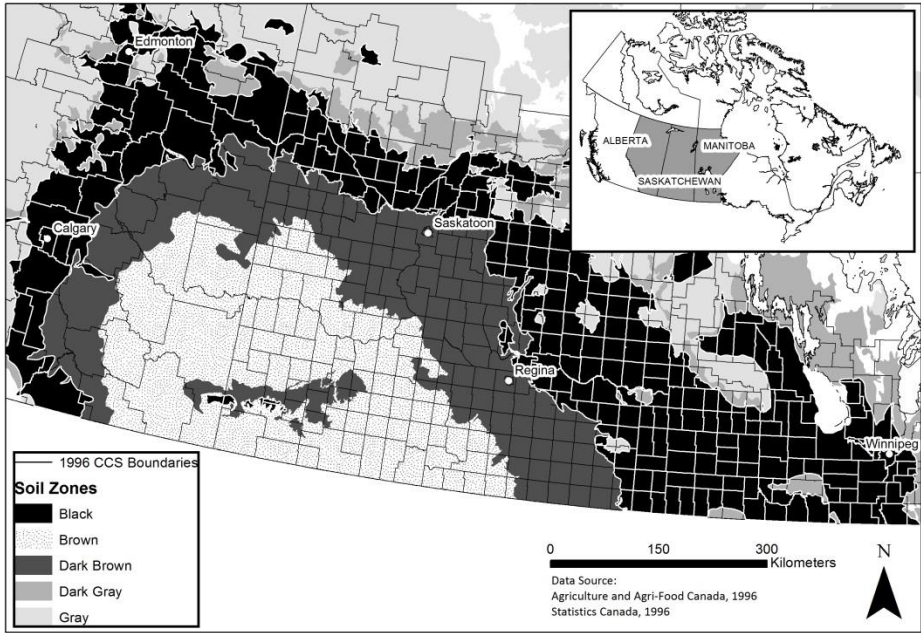 Edmonton
Calgary
Saskatoon
Regina
Winnipeg
ALBERTA
MANITOBA
SASKATCHEWAN
1996 CCS Boundaries
Soil Zones
Black
Brown
Dark Brown
Dark Gray
Gray
0 150 300
Kilometers
Data Source:
Agriculture and Agri-Food Canada, 1996
Statistics Canada, 1996
N